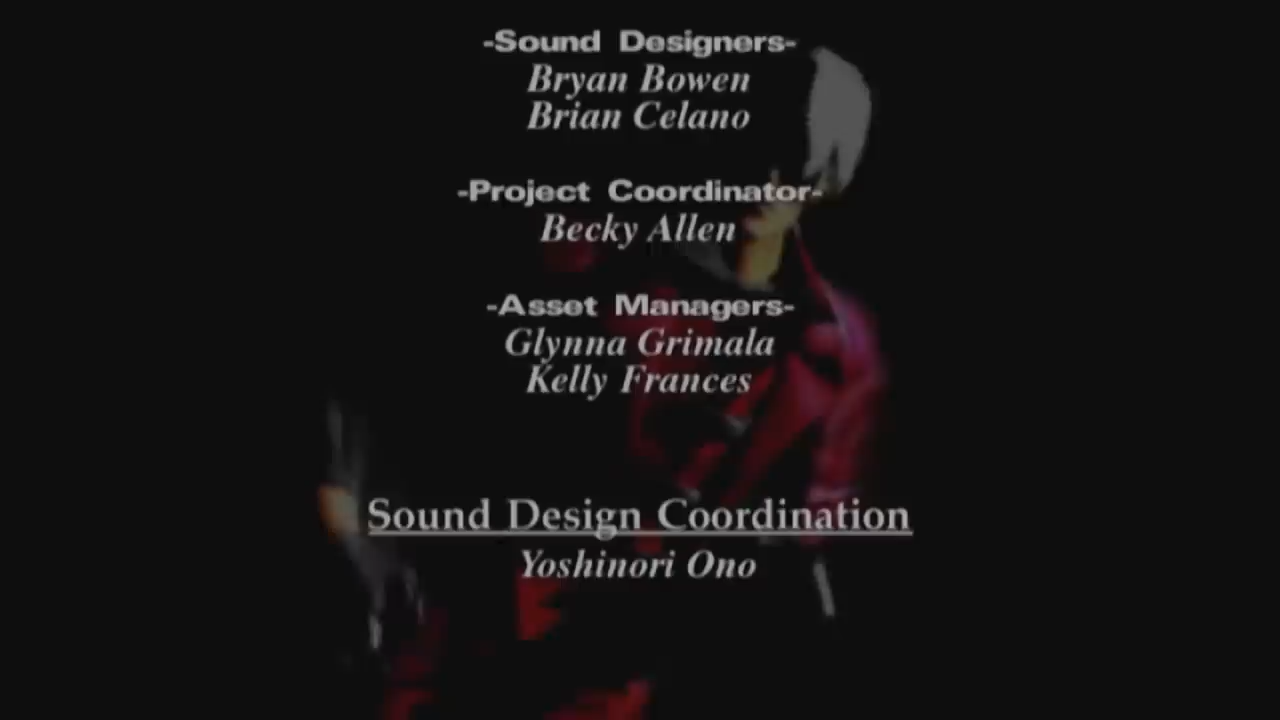 -Sound Designers-
Bryan Bowen
Brian Celano
-Project Coordinator-
Becky Allen
-Asset Managers-
Glynna Grimala
Kelly Frances
Sound Design Coordination
Yoshinori Ono